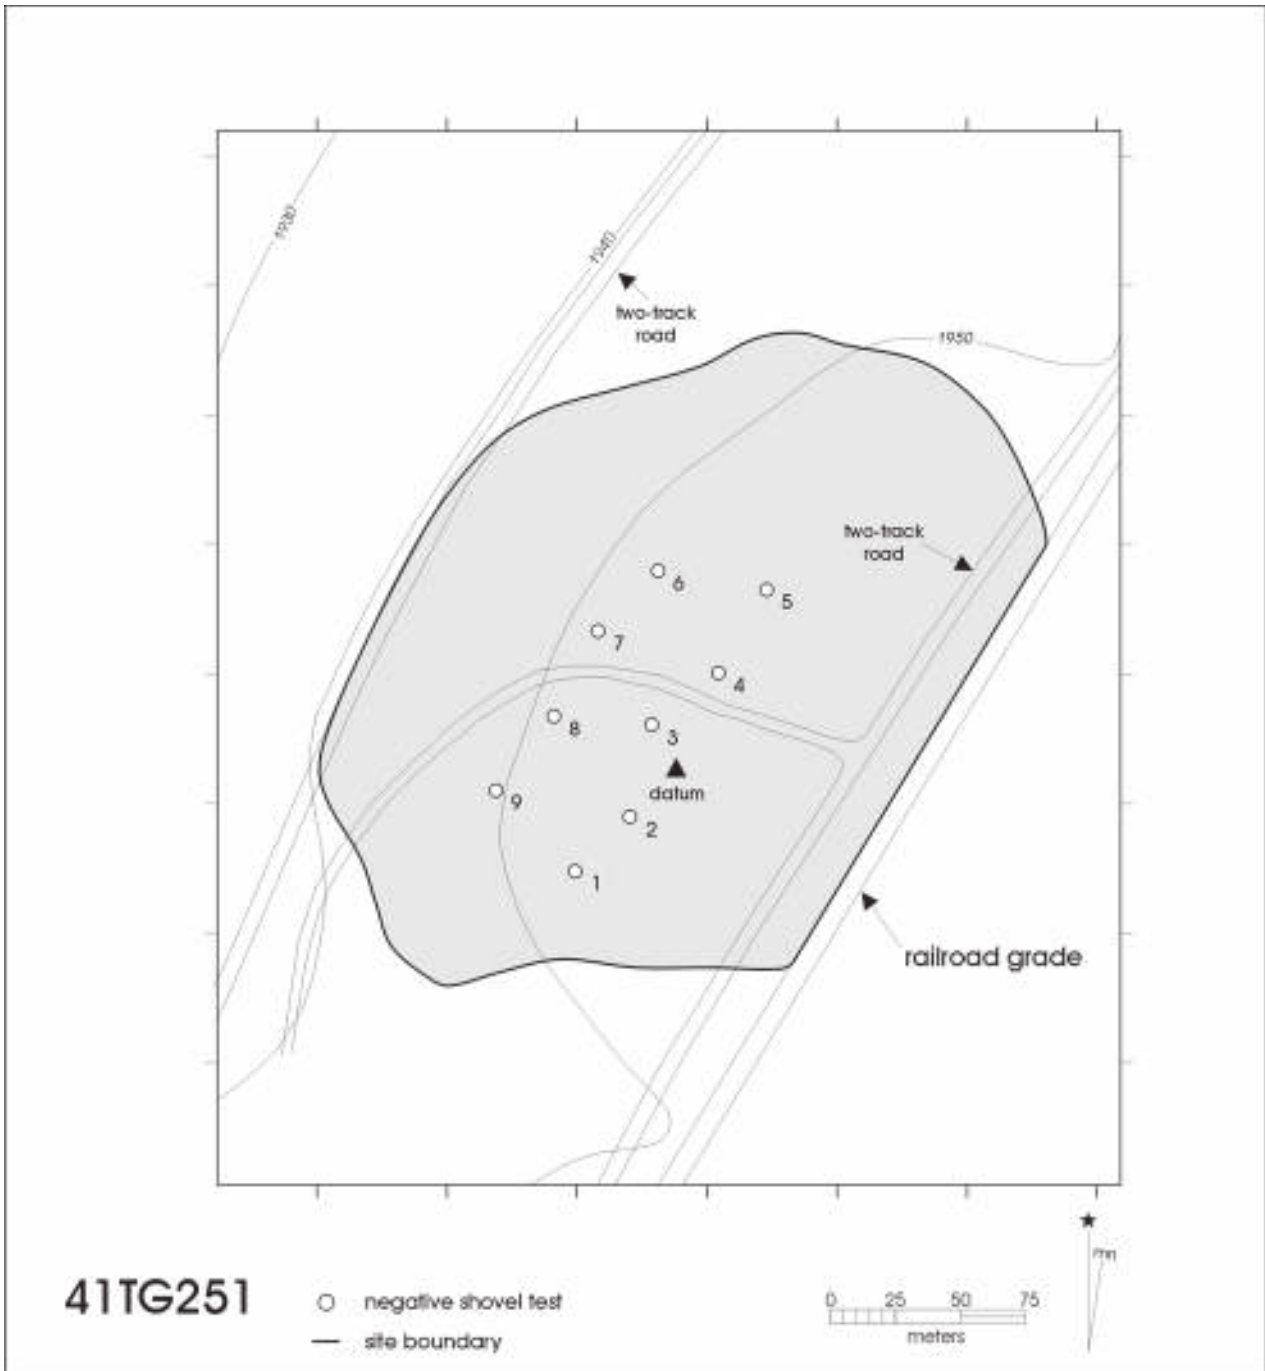 1930
1940
two-track
road
1950
two-track
road
6
5
7
4
8
3
datum
9
2
1
railroad grade
mn
41TG251
negative shovel test
site boundary
0 25 50 75
meters